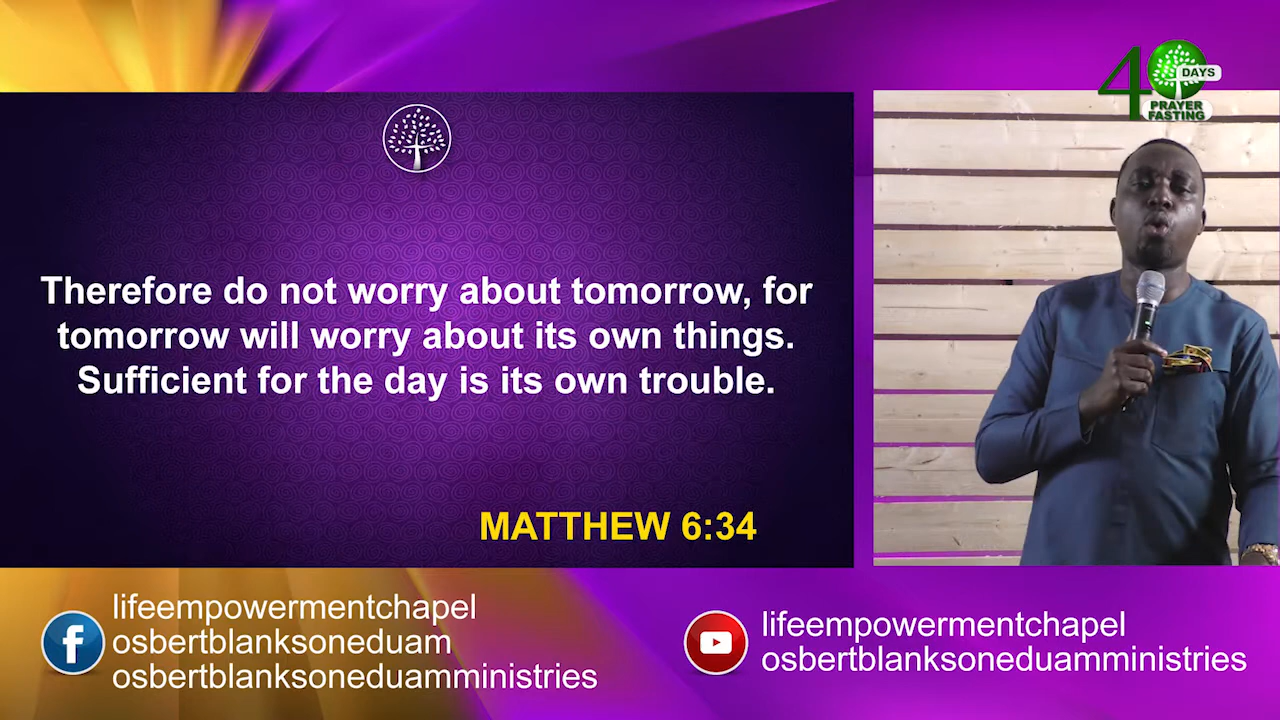 40 DAYS
PRAYER
FASTING
Therefore do not worry about tomorrow, for
tomorrow will worry about its own things.
Sufficient for the day is its own trouble.
MATTHEW 6:34
lifeempowermentchapel
osbertblanksoneduam
osbertblanksoneduamministries
lifeempowermentchapel
osbertblanksoneduamministries